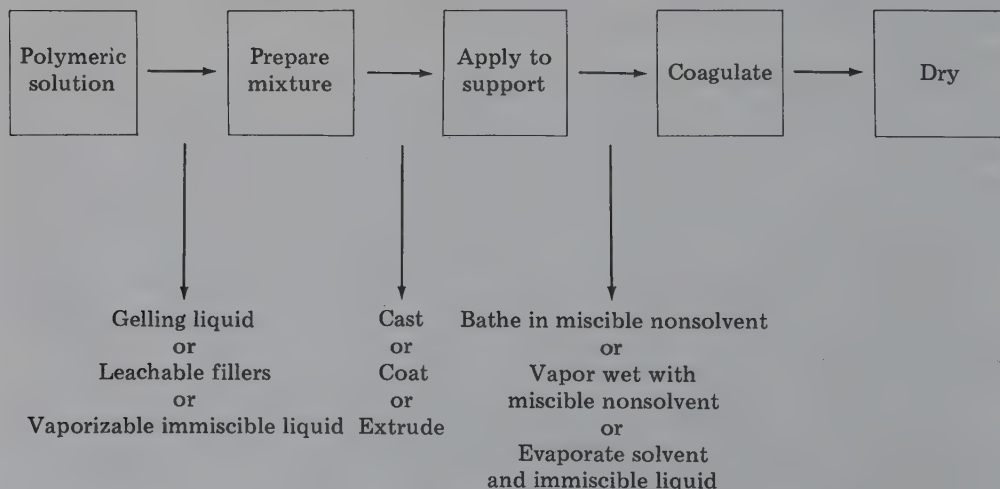 Polymeric
solution
Prepare
mixture
Apply to
support
Coagulate
Dry
Gelling liquid
or
Leachable fillers
or
Vaporizable immiscible liquid
Cast
or
Coat
or
Extrude
Bathe in miscible nonsolvent
or
Vapor wet with
miscible nonsolvent
or
Evaporate solvent
and immiscible liquid